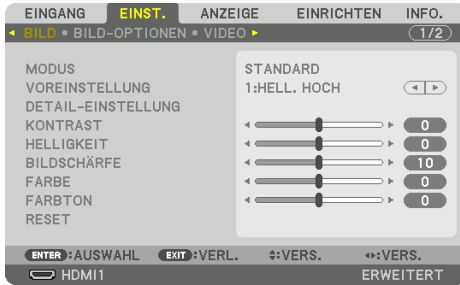 EINGANG EINST. ANZEIGE EINRICHTEN INFO.
BILD • BILD-OPTIONEN • VIDEO 1/2
MODUS STANDARD
VOREINSTELLUNG 1:HELL. HOCH
DETAIL-EINSTELLUNG
KONTRAST 0
HELLIGKEIT 0
BILDSCHÄRFE 10
FARBE 0
FARBTON 0
RESET
ENTER :AUSWAHL EXIT :VERL. :VERS. :VERS.
HDMI1 ERWEITERT